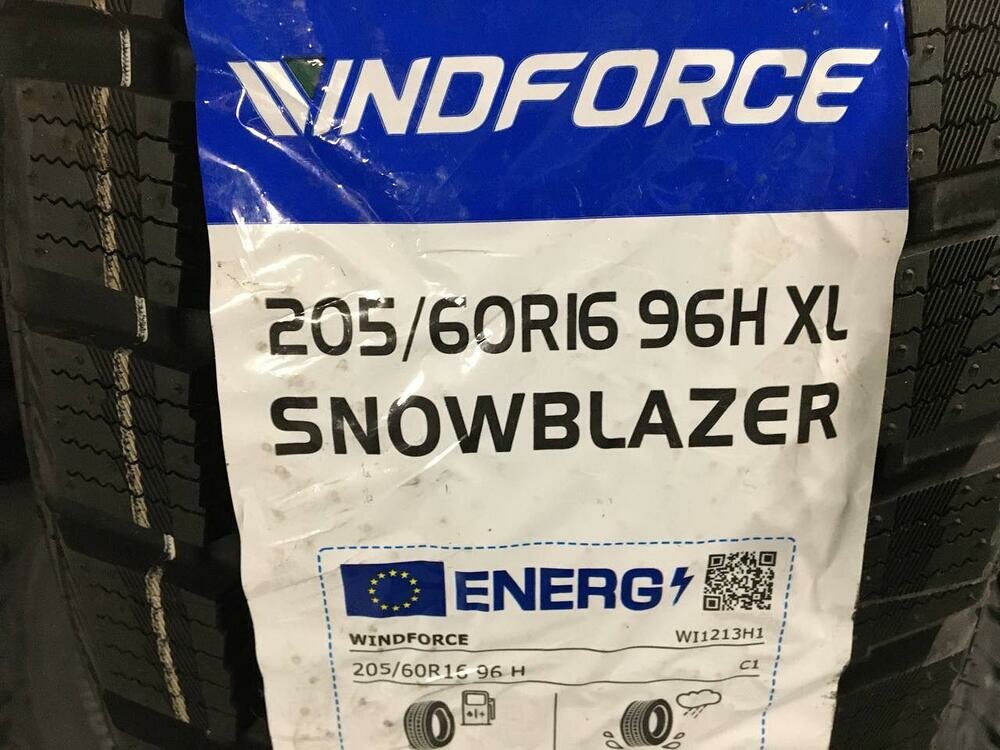 WINDFORCE
205/60R16 96H XL
SNOWBLAZER
ENERG
WINDFORCE WI1213H1
205/60R16 96 H C1